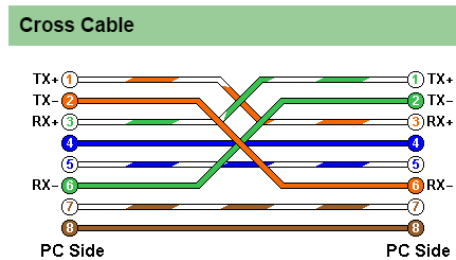 Cross Cable
TX+ 1 1 TX+
TX− 2 2 TX−
RX+ 3 3 RX+
4 4
5 5
RX− 6 6 RX−
7 7
8 8
PC Side PC Side